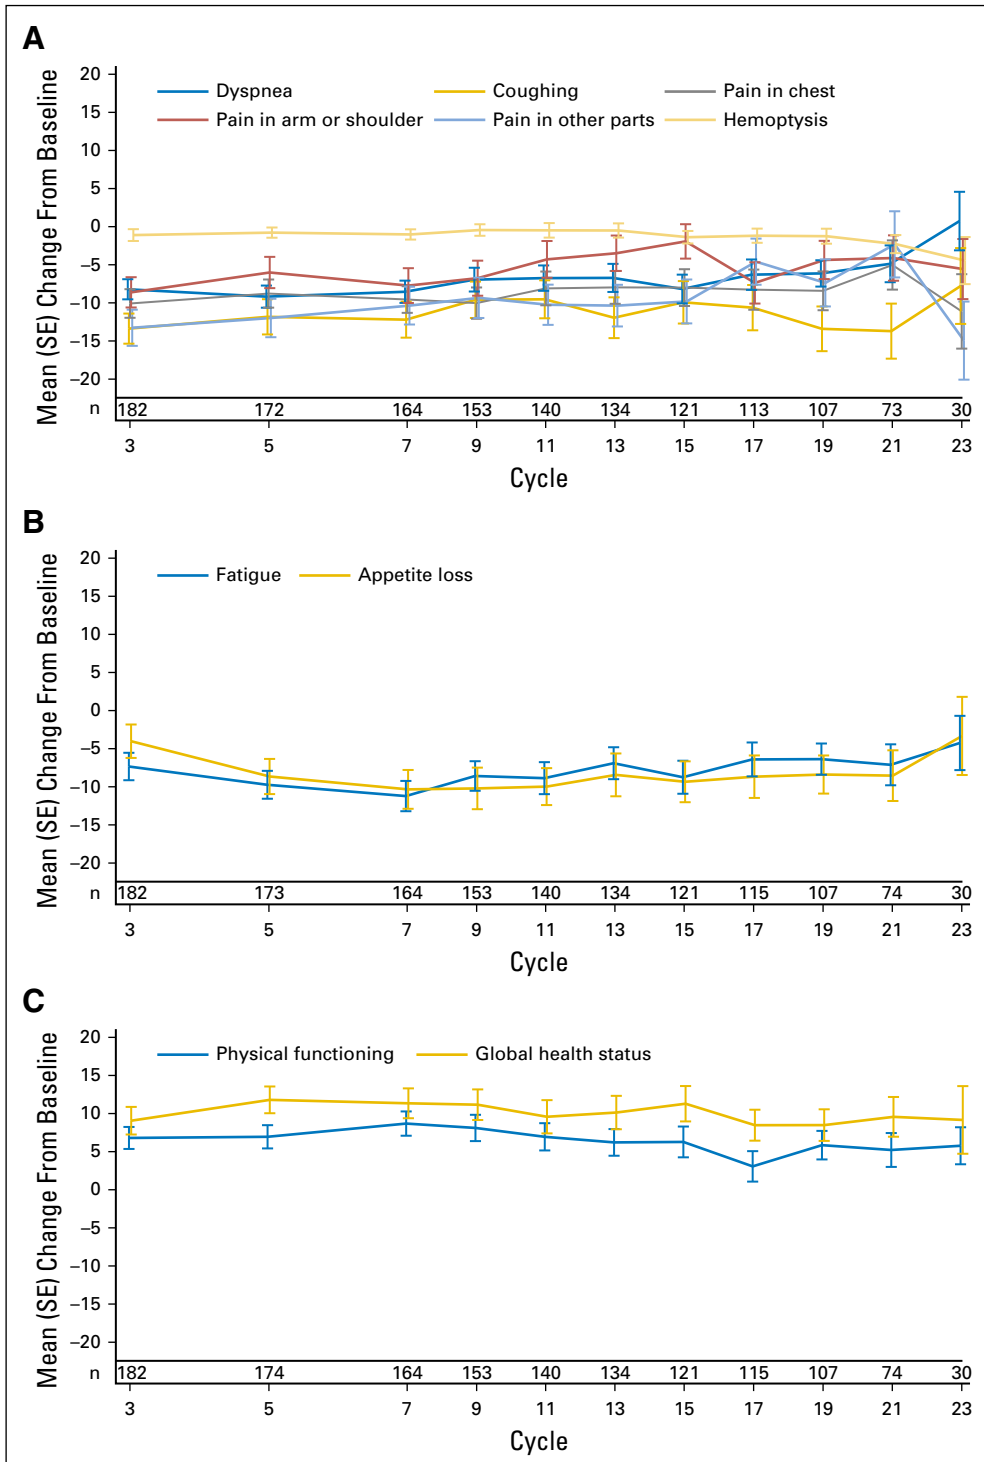 A
Mean (SE) Change From Baseline
Dyspnea Coughing Pain in chest
Pain in arm or shoulder Pain in other parts Hemoptysis
20
15
10
5
0
–5
–10
–15
–20
n 182 172 164 153 140 134 121 113 107 73 30
3 5 7 9 11 13 15 17 19 21 23
Cycle
B
Mean (SE) Change From Baseline
Fatigue Appetite loss
20
15
10
5
0
–5
–10
–15
–20
n 182 173 164 153 140 134 121 115 107 74 30
3 5 7 9 11 13 15 17 19 21 23
Cycle
C
Mean (SE) Change From Baseline
Physical functioning Global health status
20
15
10
5
0
–5
–10
–15
–20
n 182 174 164 153 140 134 121 115 107 74 30
3 5 7 9 11 13 15 17 19 21 23
Cycle